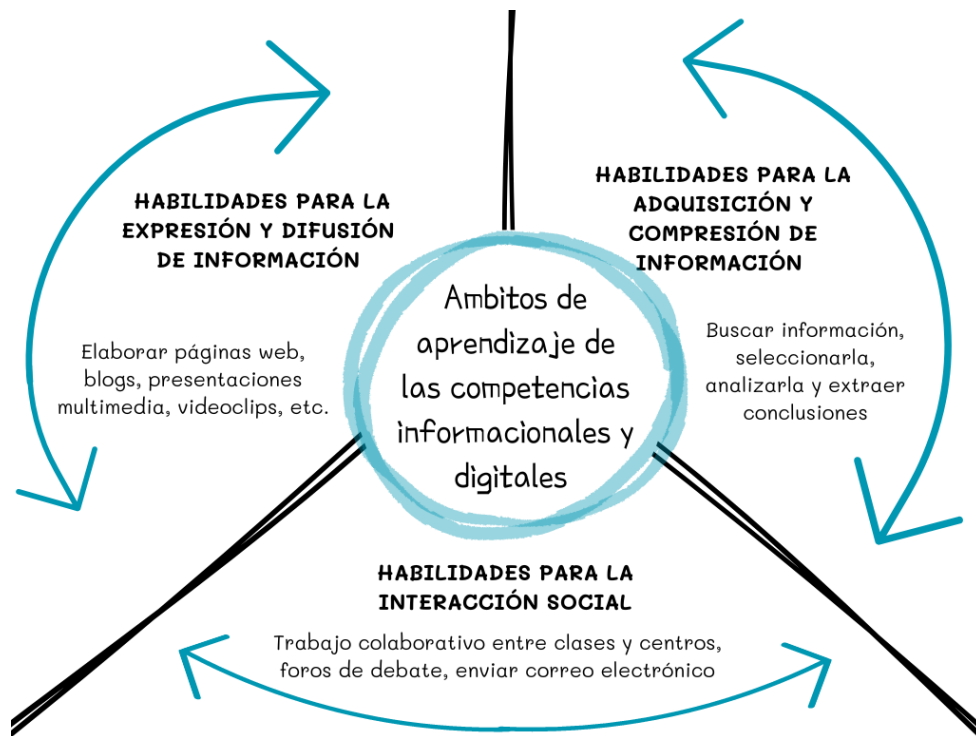 HABILIDADES PARA LA
EXPRESIÓN Y DIFUSIÓN
DE INFORMACIÓN
Elaborar páginas web,
blogs, presentaciones
multimedia, videoclips, etc.
HABILIDADES PARA LA
ADQUISICIÓN Y
COMPRESIÓN DE
INFORMACIÓN
Buscar información,
seleccionarla,
analizarla y extraer
conclusiones
Ambitos de
aprendizaje de
las competencias
informacionales y
digitales
HABILIDADES PARA LA
INTERACCIÓN SOCIAL
Trabajo colaborativo entre clases y centros,
foros de debate, enviar correo electrónico